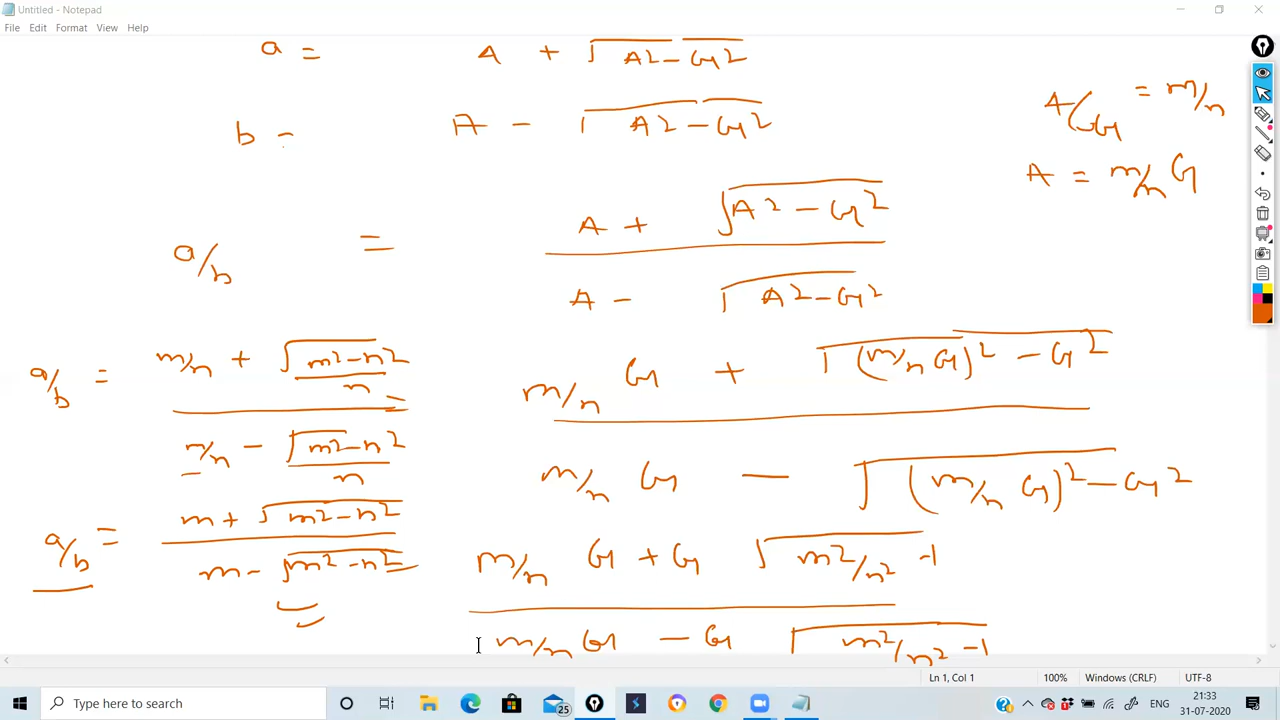 Untitled - Notepad
File Edit Format View Help
a = A + √A2 - G2
b = A - √A2 - G2
A/G = m/n
A = m/n G
a/b = A + √A2 - G2
A - √A2 - G2
m/n G + √(m/n G)2 - G2
m/n G - √(m/n G)2 - G2
m/n G + G √m2/n2 - 1
m/n G - G √m2/n2 - 1
a/b = m/n + √m2 - n2
n
m/n - √m2 - n2
n
a/b = m + √m2 - n2
m - √m2 - n2
Ln 1, Col 1 100% Windows (CRLF) UTF-8
Type here to search 25 ENG 21:33
31-07-2020